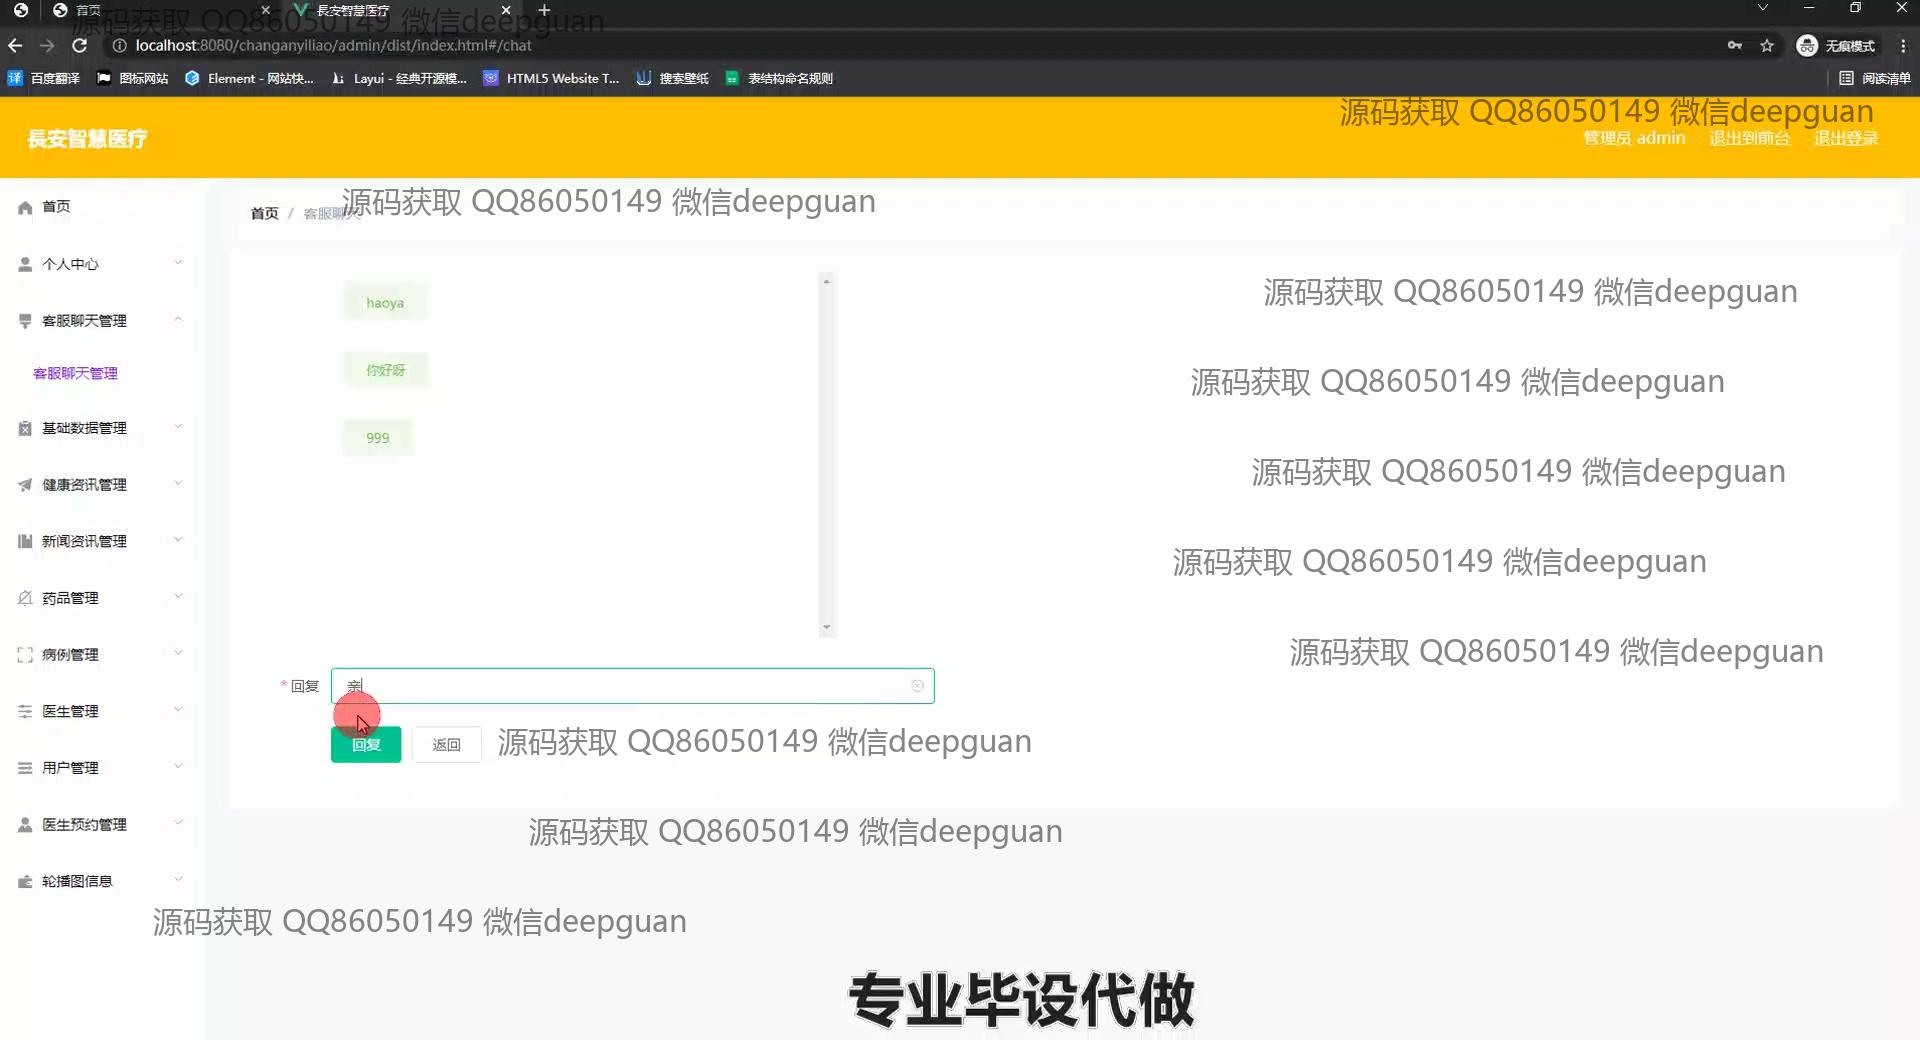 首页
長安智慧医疗
源码获取 QQ86050149 微信deepguan
localhost:8080/changanyiliao/admin/dist/index.html#/chat
无痕模式
百度翻译 图标网站 Element - 网站快... Layui - 经典开源模... HTML5 Website T... 搜索壁纸 表结构命名规则 阅读清单
源码获取 QQ86050149 微信deepguan
長安智慧医疗 管理员 admin 退出到前台 退出登录
源码获取 QQ86050149 微信deepguan
首页 / 客服聊天
首页
个人中心
客服聊天管理
客服聊天管理
基础数据管理
健康资讯管理
新闻资讯管理
药品管理
病例管理
医生管理
用户管理
医生预约管理
轮播图信息
haoya
你好呀
999
源码获取 QQ86050149 微信deepguan
源码获取 QQ86050149 微信deepguan
源码获取 QQ86050149 微信deepguan
源码获取 QQ86050149 微信deepguan
源码获取 QQ86050149 微信deepguan
* 回复 亲
回复 返回
源码获取 QQ86050149 微信deepguan
源码获取 QQ86050149 微信deepguan
源码获取 QQ86050149 微信deepguan
专业毕设代做